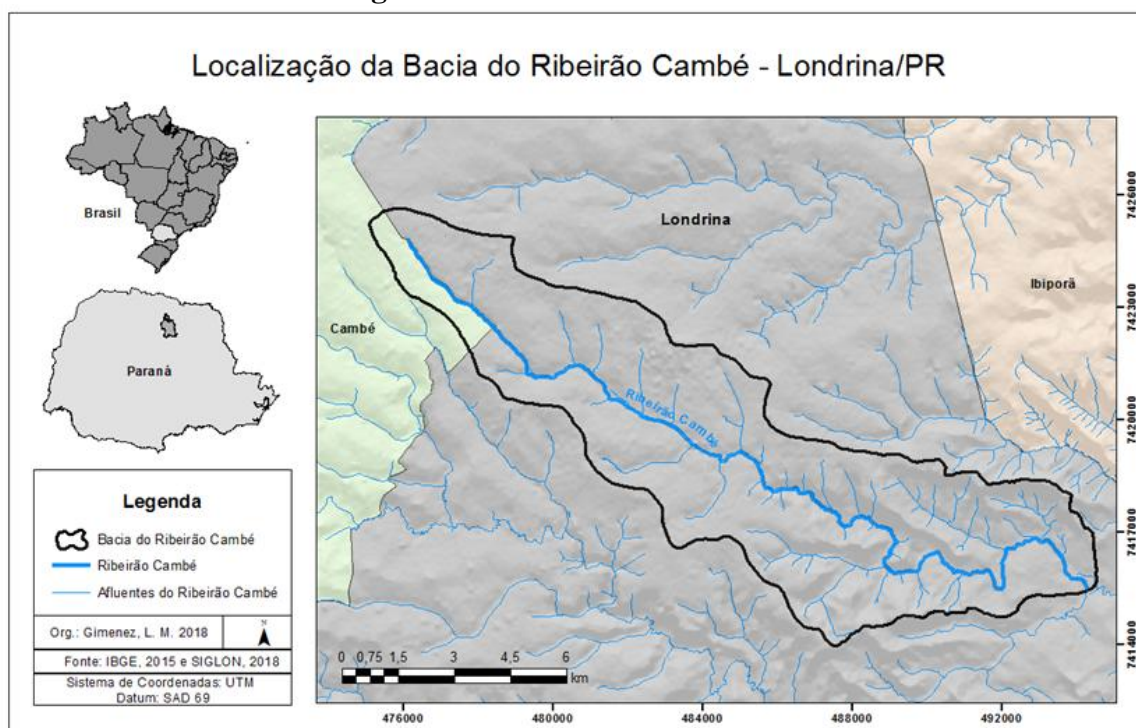 Localização da Bacia do Ribeirão Cambé - Londrina/PR
Brasil
Paraná
Londrina
Ibiporã
Cambé
Ribeirão Cambé
7426000
7423000
7420000
7417000
7414000
Legenda
Bacia do Ribeirão Cambé
Ribeirão Cambé
Afluentes do Ribeirão Cambé
Org.: Gimenez, L. M. 2018
N
Fonte: IBGE, 2015 e SIGLON, 2018
Sistema de Coordenadas: UTM
Datum: SAD 69
0 0,75 1,5 3 4,5 6
km
476000 480000 484000 488000 492000